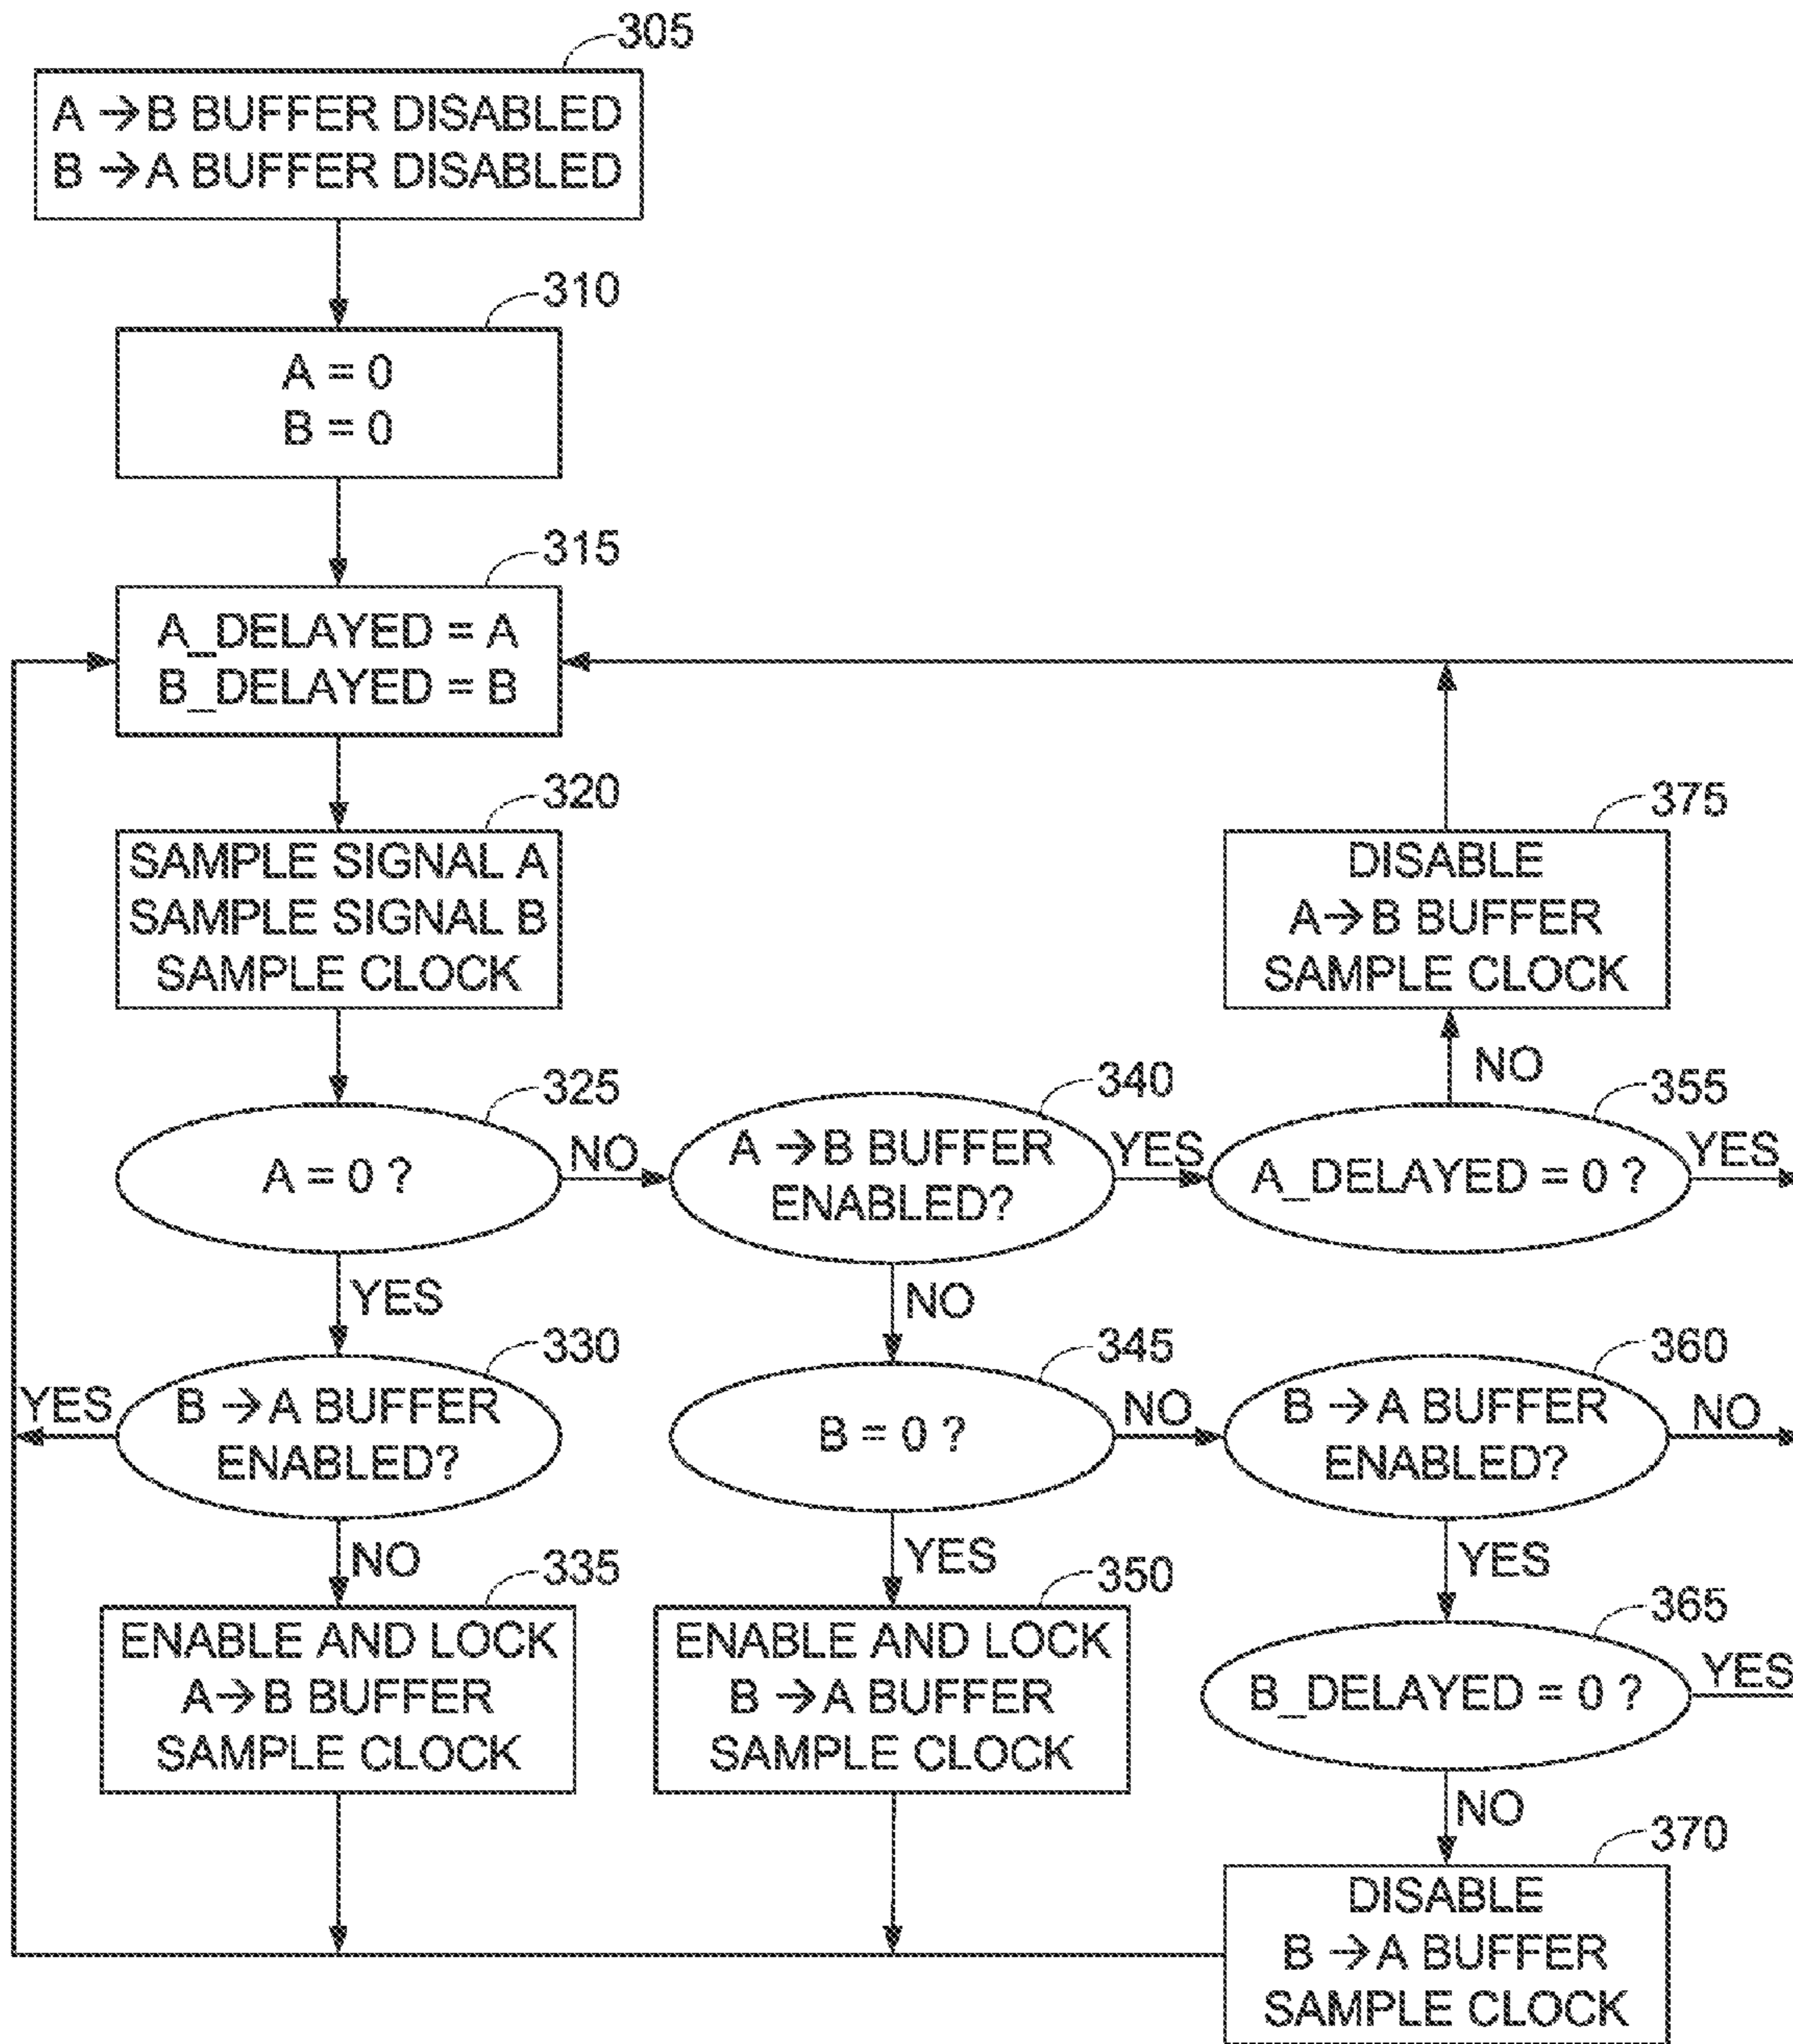 305
A →B BUFFER DISABLED
B →A BUFFER DISABLED
310
A = 0
B = 0
315
A_DELAYED = A
B_DELAYED = B
320
SAMPLE SIGNAL A
SAMPLE SIGNAL B
SAMPLE CLOCK
375
DISABLE
A→B BUFFER
SAMPLE CLOCK
NO
325
A = 0 ?
NO
340
A →B BUFFER
ENABLED?
YES
355
A_DELAYED = 0 ?
YES
YES
NO
330
B →A BUFFER
ENABLED?
YES
345
B = 0 ?
NO
360
B →A BUFFER
ENABLED?
NO
NO
YES
YES
335
ENABLE AND LOCK
A→B BUFFER
SAMPLE CLOCK
350
ENABLE AND LOCK
B →A BUFFER
SAMPLE CLOCK
365
B_DELAYED = 0 ?
YES
NO
370
DISABLE
B →A BUFFER
SAMPLE CLOCK